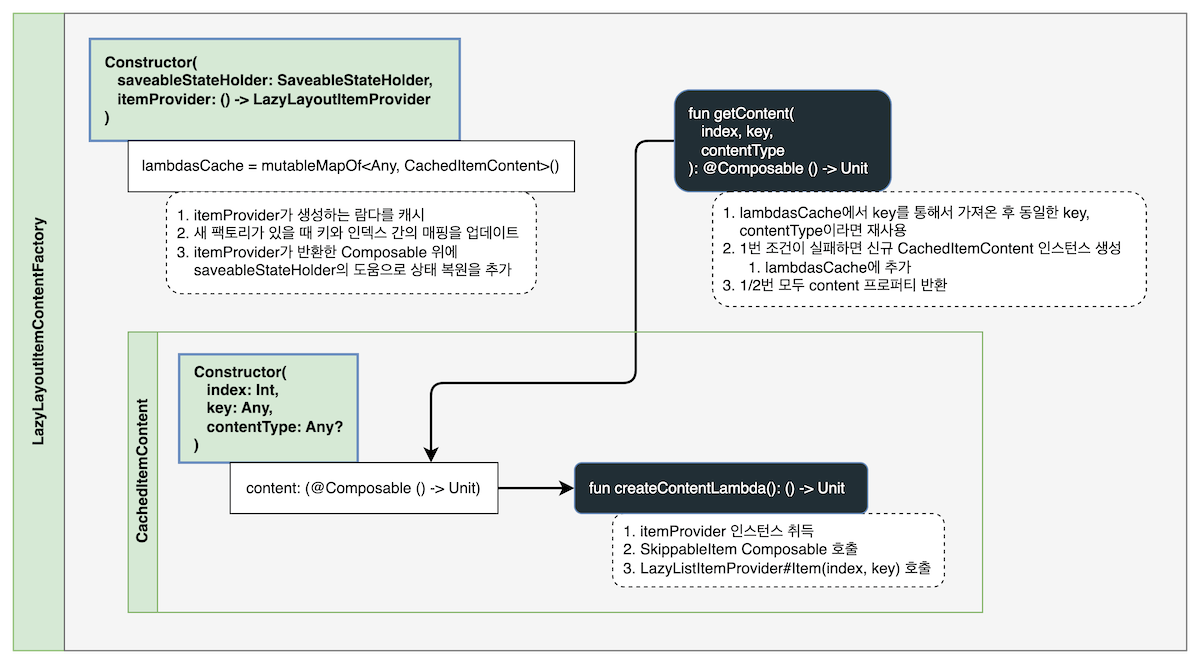 LazyLayoutItemContentFactory
Constructor(
saveableStateHolder: SaveableStateHolder,
itemProvider: () -> LazyLayoutItemProvider
)
lambdasCache = mutableMapOf<Any, CachedItemContent>()
1. itemProvider가 생성하는 람다를 캐시
2. 새 팩토리가 있을 때 키와 인덱스 간의 매핑을 업데이트
3. itemProvider가 반환한 Composable 위에
saveableStateHolder의 도움으로 상태 복원을 추가
fun getContent(
index, key,
contentType
): @Composable () -> Unit
1. lambdasCache에서 key를 통해서 가져온 후 동일한 key,
contentType이라면 재사용
2. 1번 조건이 실패하면 신규 CachedItemContent 인스턴스 생성
1. lambdasCache에 추가
3. 1/2번 모두 content 프로퍼티 반환
CachedItemContent
Constructor(
index: Int,
key: Any,
contentType: Any?
)
content: (@Composable () -> Unit)
fun createContentLambda(): () -> Unit
1. itemProvider 인스턴스 취득
2. SkippableItem Composable 호출
3. LazyListItemProvider#Item(index, key) 호출